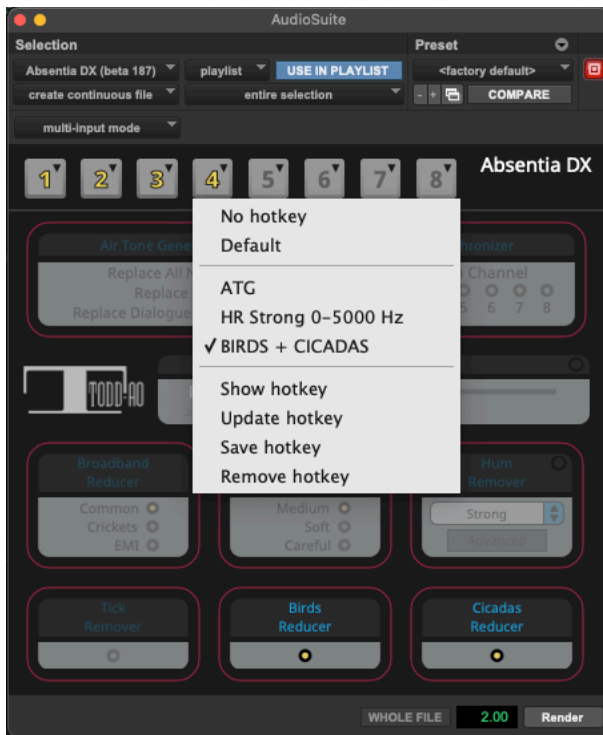 AudioSuite
Selection
Preset
Absentia DX (beta 187)
playlist
USE IN PLAYLIST
<factory default>
create continuous file
entire selection
- +
COMPARE
multi-input mode
1 2 3 4 5 6 7 8
Absentia DX
No hotkey
Default
ATG
HR Strong 0–5000 Hz
✓ BIRDS + CICADAS
Show hotkey
Update hotkey
Save hotkey
Remove hotkey
Air Tone Gene
hronizer
Replace All N
Channel
Replace
Replace Dialogue
5 6 7 8
TODD-AO
Broadband
Reducer
Common
Crickets
EMI
Medium
Soft
Careful
Hum
Remover
Strong
Advanced
Tick
Remover
Birds
Reducer
Cicadas
Reducer
WHOLE FILE
2.00
Render